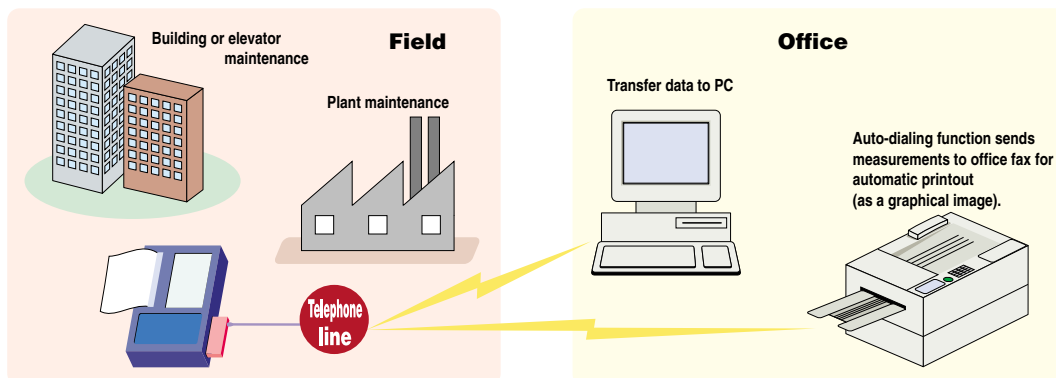 Field
Building or elevator
maintenance
Plant maintenance
Telephone
line
Office
Transfer data to PC
Auto-dialing function sends
measurements to office fax for
automatic printout
(as a graphical image).